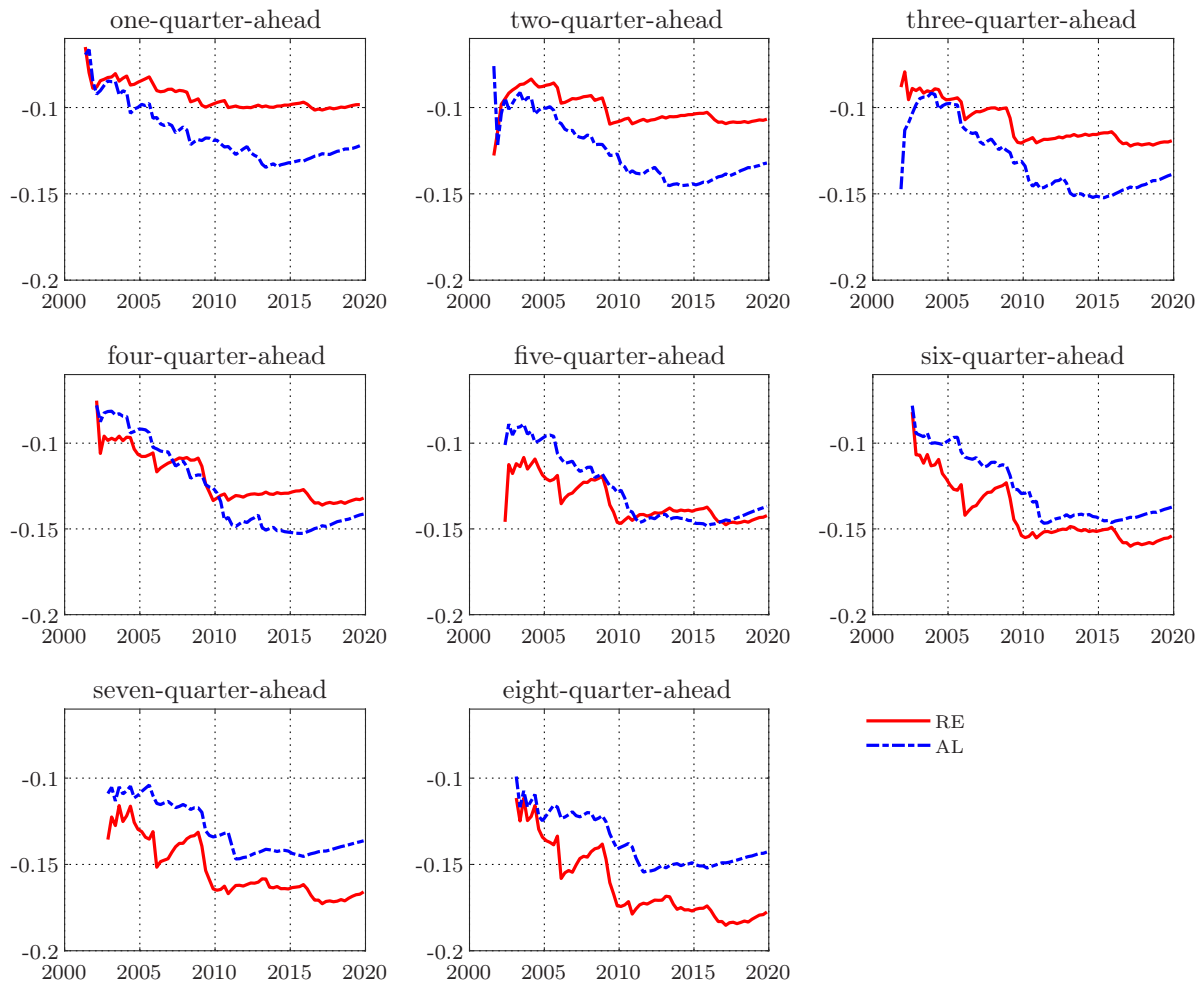 one-quarter-ahead
two-quarter-ahead
three-quarter-ahead
-0.1
-0.15
-0.2
2000 2005 2010 2015 2020
-0.1
-0.15
-0.2
2000 2005 2010 2015 2020
-0.1
-0.15
-0.2
2000 2005 2010 2015 2020
four-quarter-ahead
five-quarter-ahead
six-quarter-ahead
-0.1
-0.15
-0.2
2000 2005 2010 2015 2020
-0.1
-0.15
-0.2
2000 2005 2010 2015 2020
-0.1
-0.15
-0.2
2000 2005 2010 2015 2020
seven-quarter-ahead
eight-quarter-ahead
-0.1
-0.15
-0.2
2000 2005 2010 2015 2020
-0.1
-0.15
-0.2
2000 2005 2010 2015 2020
RE
AL